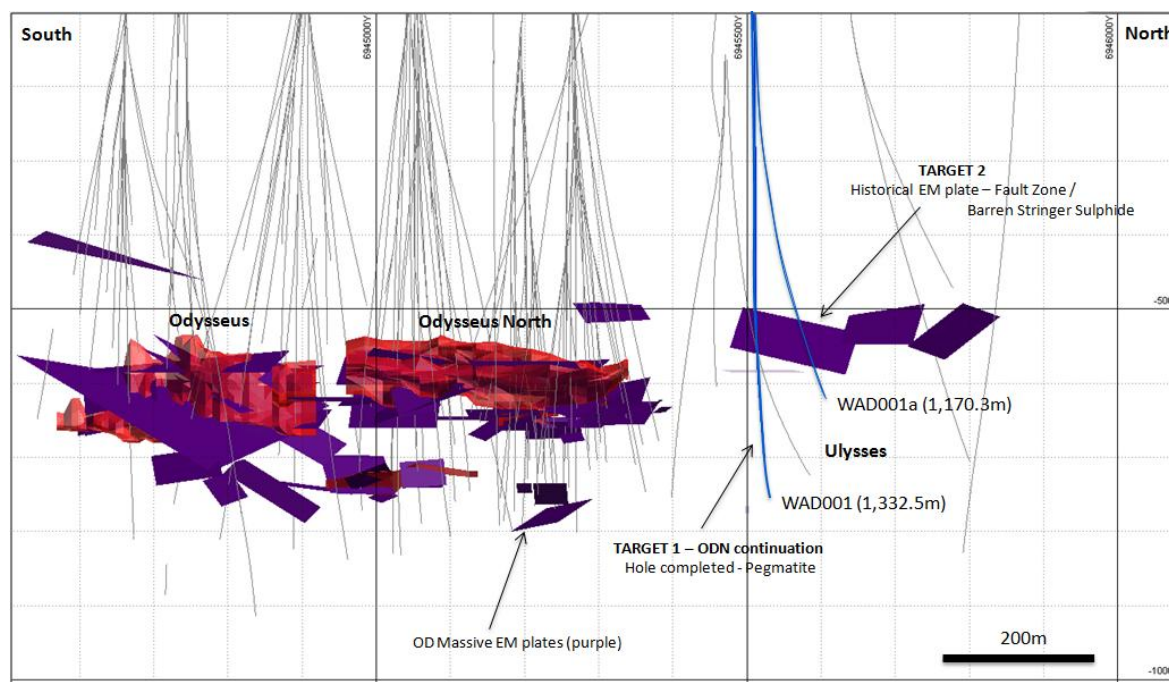 South
6945000Y
6945500Y
6946000Y
North
TARGET 2
Historical EM plate – Fault Zone /
Barren Stringer Sulphide
-500
Odysseus
Odysseus North
WAD001a (1,170.3m)
Ulysses
WAD001 (1,332.5m)
TARGET 1 – ODN continuation
Hole completed - Pegmatite
OD Massive EM plates (purple)
200m
-1000